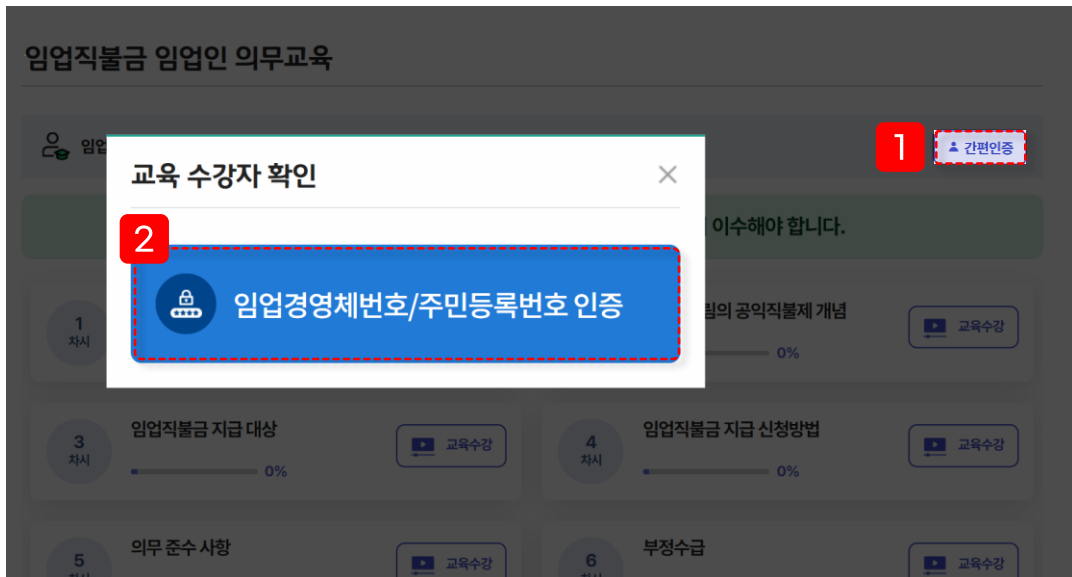 임업직불금 임업인 의무교육
임업
1
간편인증
교육 수강자 확인
이수해야 합니다.
2
임업경영체번호/주민등록번호 인증
1
차시
림의 공익직불제 개념
0%
교육수강
3
차시
임업직불금 지급 대상
0%
교육수강
4
차시
임업직불금 지급 신청방법
0%
교육수강
5
의무 준수 사항
교육수강
6
부정수급
교육수강